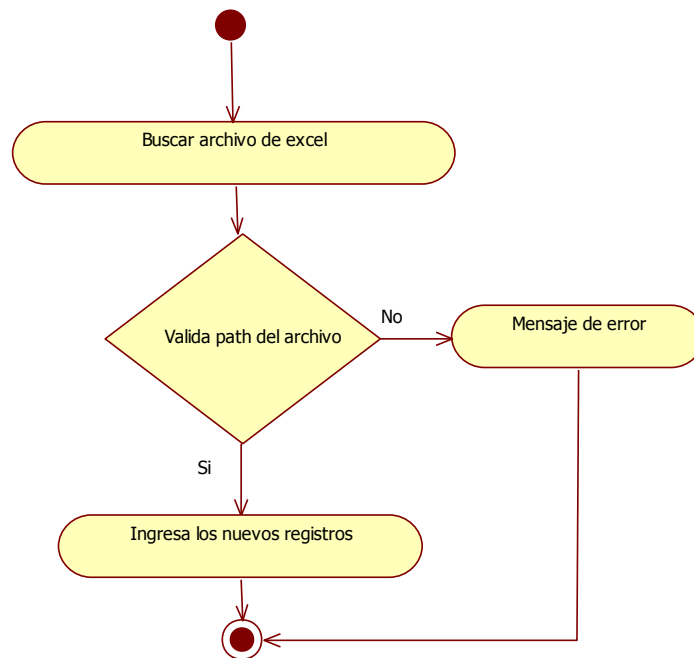 Buscar archivo de excel
Valida path del archivo
No
Mensaje de error
Si
Ingresa los nuevos registros